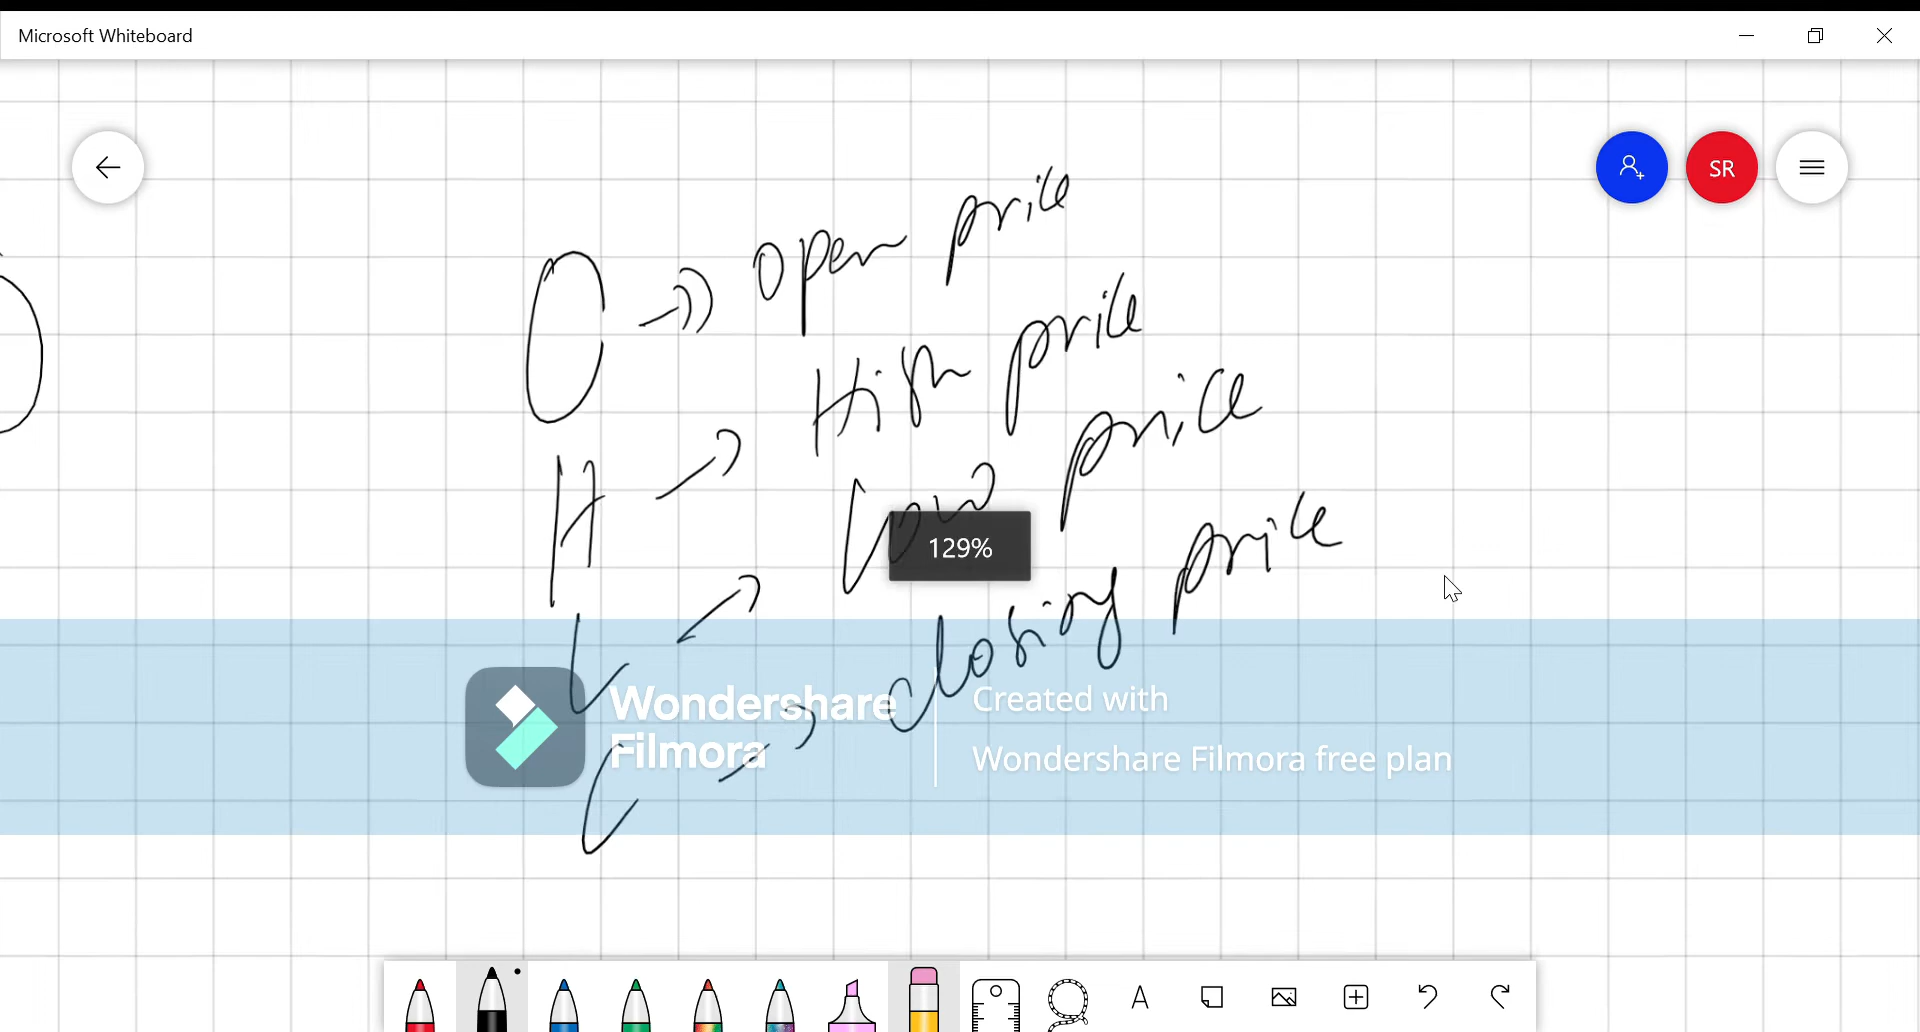 Microsoft Whiteboard
SR
O → Open price
H → High price
L → Low price
129%
C → closing price
Wondershare
Filmora
Created with
Wondershare Filmora free plan
A